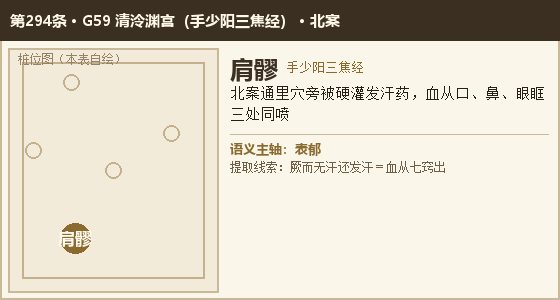 第294条・G59 清泠渊宫（手少阳三焦经）・北案
桩位图（本表自绘）
肩髎 手少阳三焦经
北案通里穴旁被硬灌发汗药，血从口、鼻、眼眶
三处同喷
语义主轴：表郁
提取线索：厥而无汗还发汗＝血从七窍出
肩髎